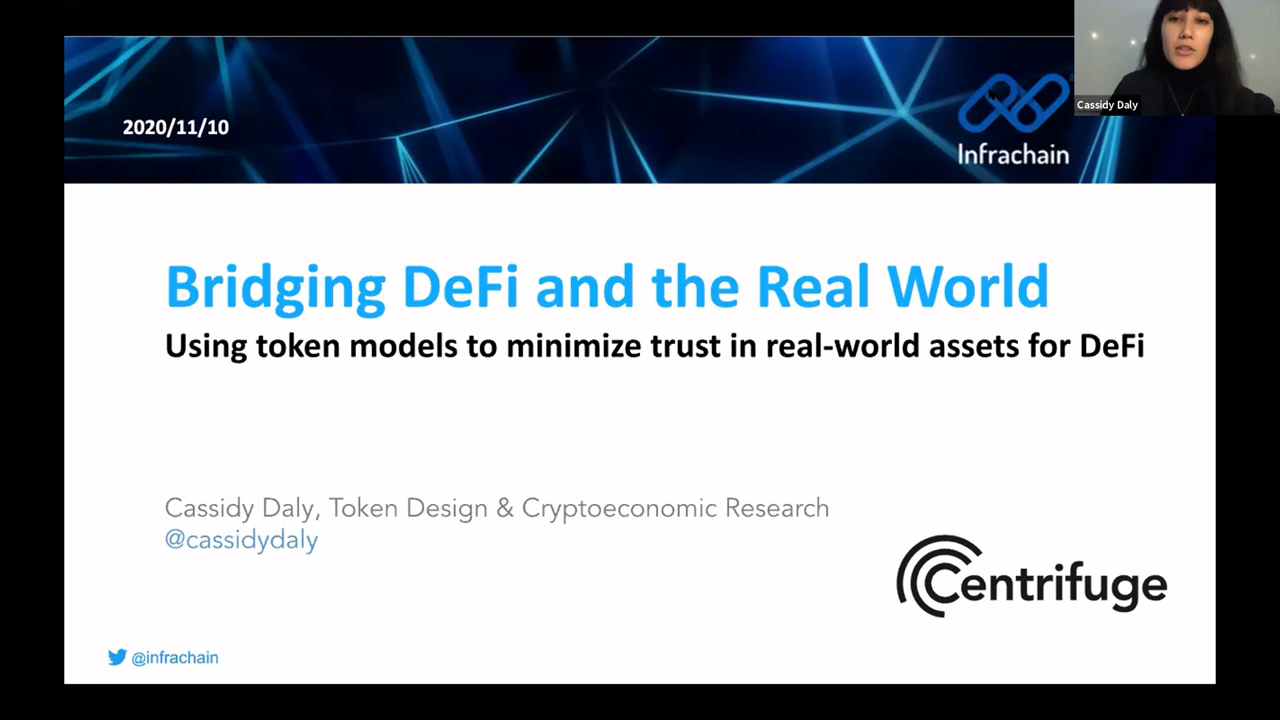 2020/11/10
Infrachain
Cassidy Daly
Bridging DeFi and the Real World
Using token models to minimize trust in real-world assets for DeFi
Cassidy Daly, Token Design & Cryptoeconomic Research
@cassidydaly
Centrifuge
@infrachain